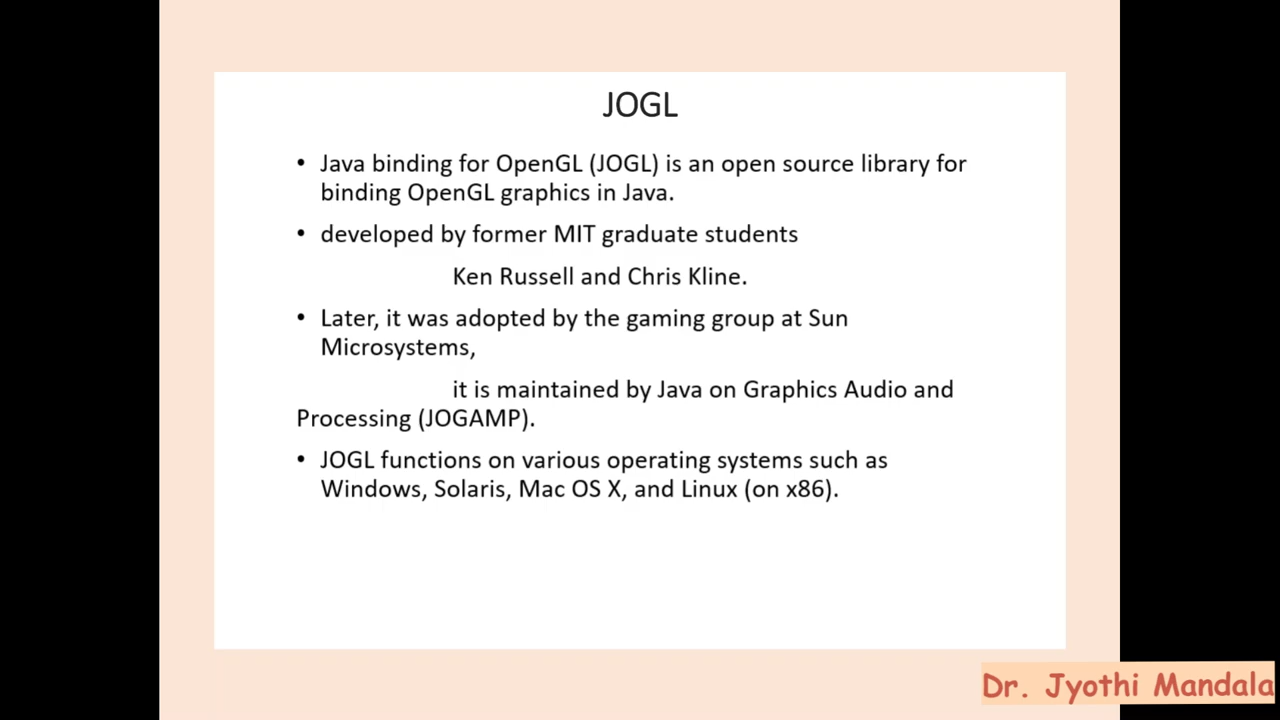 JOGL
• Java binding for OpenGL (JOGL) is an open source library for
binding OpenGL graphics in Java.
• developed by former MIT graduate students
Ken Russell and Chris Kline.
• Later, it was adopted by the gaming group at Sun
Microsystems,
it is maintained by Java on Graphics Audio and
Processing (JOGAMP).
• JOGL functions on various operating systems such as
Windows, Solaris, Mac OS X, and Linux (on x86).
Dr. Jyothi Mandala